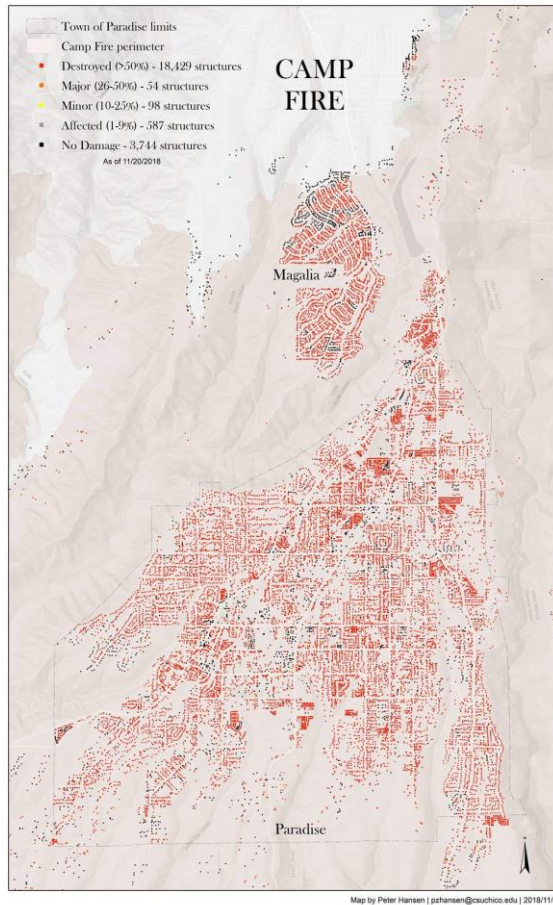 Town of Paradise limits
Camp Fire perimeter
Destroyed (>50%) - 18,429 structures
Major (26-50%) - 54 structures
Minor (10-25%) - 98 structures
Affected (1-9%) - 587 structures
No Damage - 3,744 structures
As of 11/20/2018
CAMP
FIRE
Magalia
Paradise
Map by Peter Hansen | pzhansen@csuchico.edu | 2018/11/